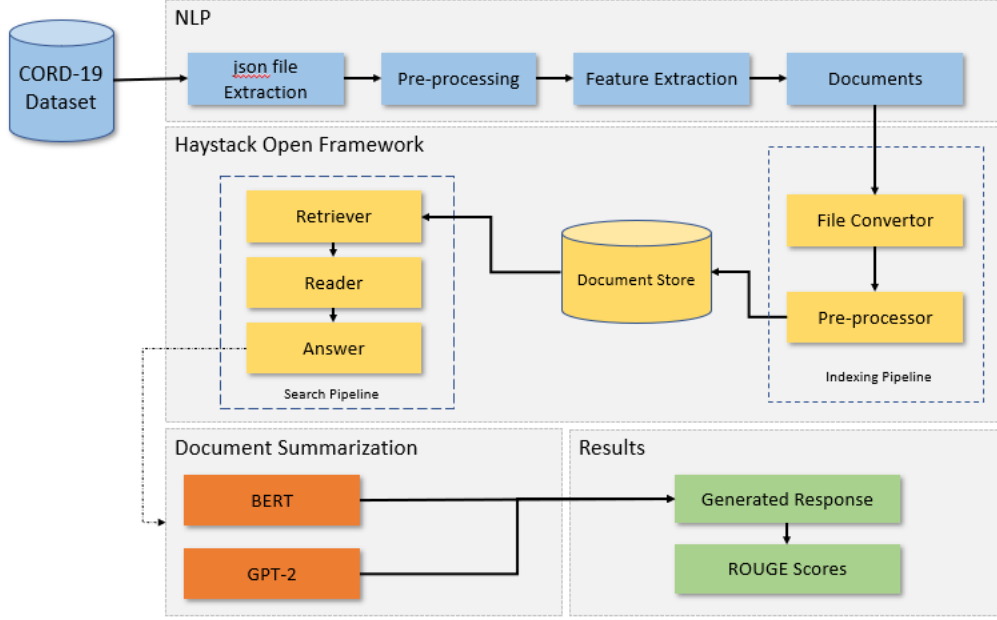 NLP
CORD-19
Dataset
json file
Extraction
Pre-processing
Feature Extraction
Documents
Haystack Open Framework
Retriever
Reader
Answer
Search Pipeline
Document Store
File Convertor
Pre-processor
Indexing Pipeline
Document Summarization
BERT
GPT-2
Results
Generated Response
ROUGE Scores